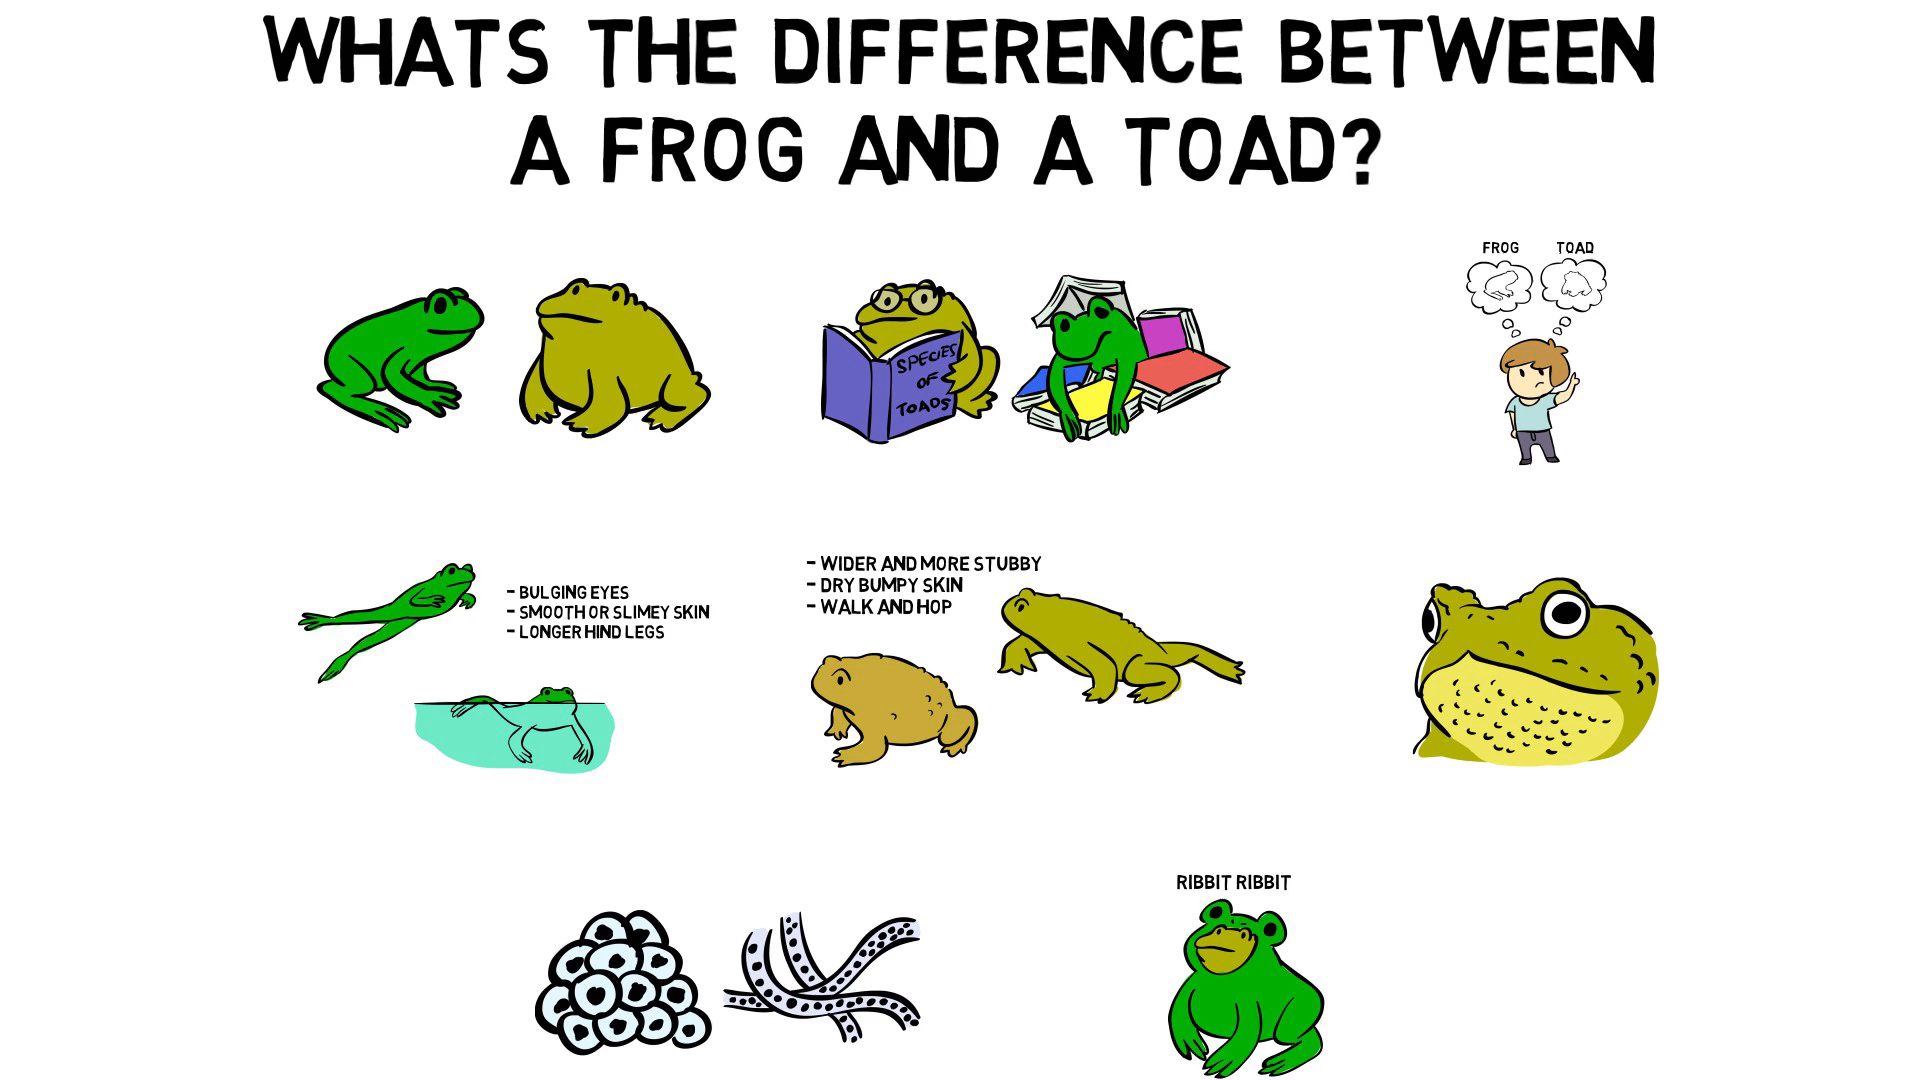 WHATS THE DIFFERENCE BETWEEN
A FROG AND A TOAD?
FROG TOAD
SPECIES
OF
TOADS
- BULGING EYES
- SMOOTH OR SLIMEY SKIN
- LONGER HIND LEGS
- WIDER AND MORE STUBBY
- DRY BUMPY SKIN
- WALK AND HOP
RIBBIT RIBBIT